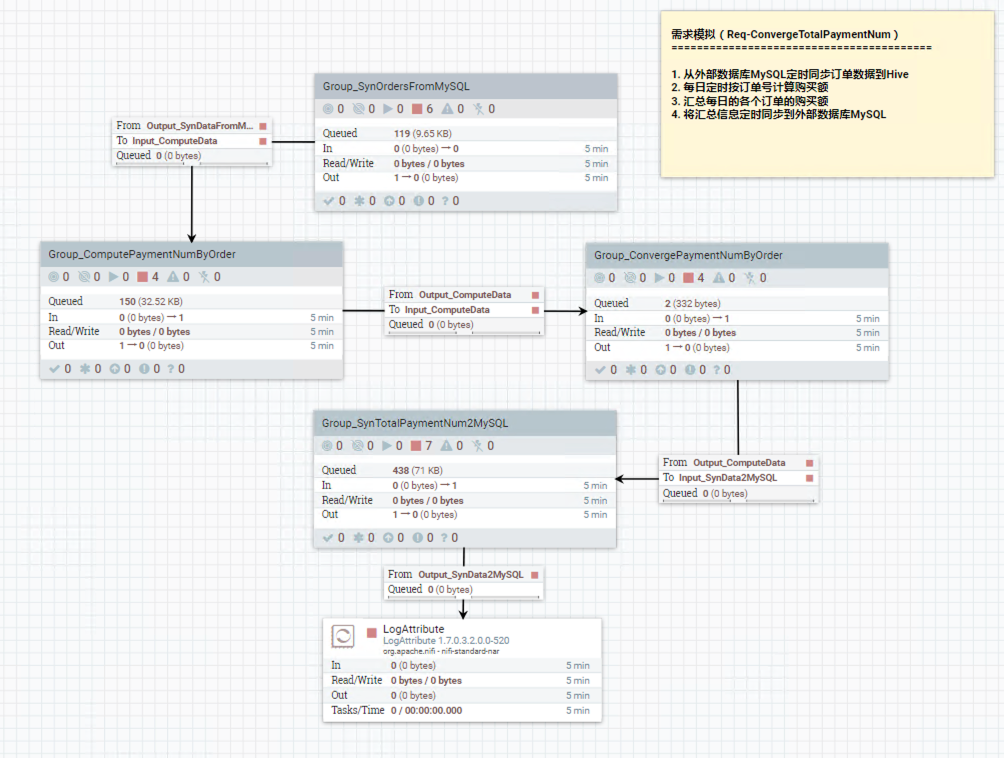 需求模拟（Req-ConvergeTotalPaymentNum）
=========================================
1. 从外部数据库MySQL定时同步订单数据到Hive
2. 每日定时按订单号计算购买额
3. 汇总每日的各个订单的购买额
4. 将汇总信息定时同步到外部数据库MySQL
Group_SynOrdersFromMySQL
0 0 0 6 0 0
Queued 119 (9.65 KB)
In 0 (0 bytes) → 0 5 min
Read/Write 0 bytes / 0 bytes 5 min
Out 1 → 0 (0 bytes) 5 min
0 0 0 0 ? 0
From Output_SynDataFromM...
To Input_ComputeData
Queued 0 (0 bytes)
Group_ComputePaymentNumByOrder
0 0 0 4 0 0
Queued 150 (32.52 KB)
In 0 (0 bytes) → 1 5 min
Read/Write 0 bytes / 0 bytes 5 min
Out 1 → 0 (0 bytes) 5 min
0 0 0 0 ? 0
From Output_ComputeData
To Input_ComputeData
Queued 0 (0 bytes)
Group_ConvergePaymentNumByOrder
0 0 0 4 0 0
Queued 2 (332 bytes)
In 0 (0 bytes) → 1 5 min
Read/Write 0 bytes / 0 bytes 5 min
Out 1 → 0 (0 bytes) 5 min
0 0 0 0 ? 0
From Output_ComputeData
To Input_SynData2MySQL
Queued 0 (0 bytes)
Group_SynTotalPaymentNum2MySQL
0 0 0 7 0 0
Queued 438 (71 KB)
In 0 (0 bytes) → 1 5 min
Read/Write 0 bytes / 0 bytes 5 min
Out 1 → 0 (0 bytes) 5 min
0 0 0 0 ? 0
From Output_SynData2MySQL
Queued 0 (0 bytes)
LogAttribute
LogAttribute 1.7.0.3.2.0.0-520
org.apache.nifi - nifi-standard-nar
In 0 (0 bytes) 5 min
Read/Write 0 bytes / 0 bytes 5 min
Out 0 (0 bytes) 5 min
Tasks/Time 0 / 00:00:00.000 5 min